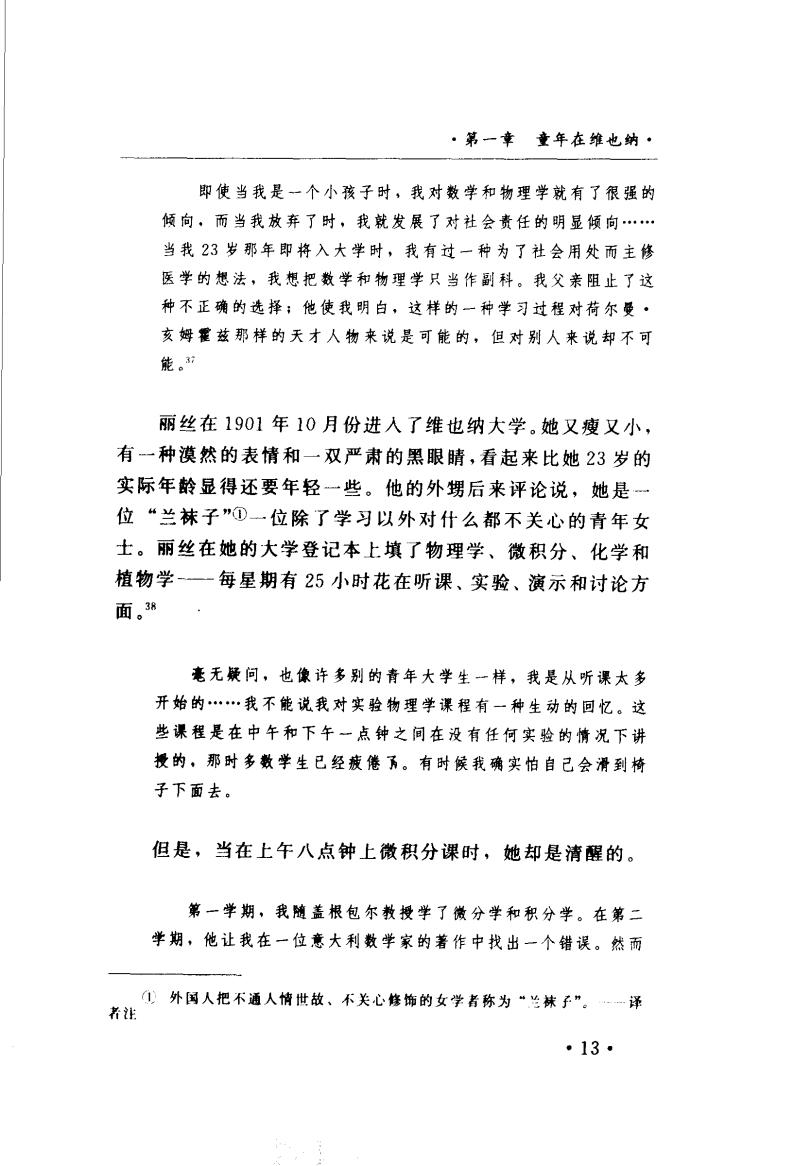 ·第一章 童年在维也纳·
即使当我是一个小孩子时，我对数学和物理学就有了很强的
倾向，而当我放弃了时，我就发展了对社会责任的明显倾向……
当我 23 岁那年即将入大学时，我有过一种为了社会用处而主修
医学的想法，我想把数学和物理学只当作副科。我父亲阻止了这
种不正确的选择；他使我明白，这样的一种学习过程对荷尔曼·
亥姆霍兹那样的天才人物来说是可能的，但对别人来说却不可
能。37
丽丝在 1901 年 10 月份进入了维也纳大学。她又瘦又小，
有一种漠然的表情和一双严肃的黑眼睛，看起来比她 23 岁的
实际年龄显得还要年轻一些。他的外甥后来评论说，她是一
位“兰袜子”①一位除了学习以外对什么都不关心的青年女
士。丽丝在她的大学登记本上填了物理学、微积分、化学和
植物学——每星期有 25 小时花在听课、实验、演示和讨论方
面。38
毫无疑问，也像许多别的青年大学生一样，我是从听课太多
开始的……我不能说我对实验物理学课程有一种生动的回忆。这
些课程是在中午和下午一点钟之间在没有任何实验的情况下讲
授的，那时多数学生已经疲倦了。有时候我确实怕自己会滑到椅
子下面去。
但是，当在上午八点钟上微积分课时，她却是清醒的。
第一学期，我随盖根包尔教授学了微分学和积分学。在第二
学期，他让我在一位意大利数学家的著作中找出一个错误。然而
① 外国人把不通人情世故、不关心修饰的女学者称为“兰袜子”。——译
者注
·13·